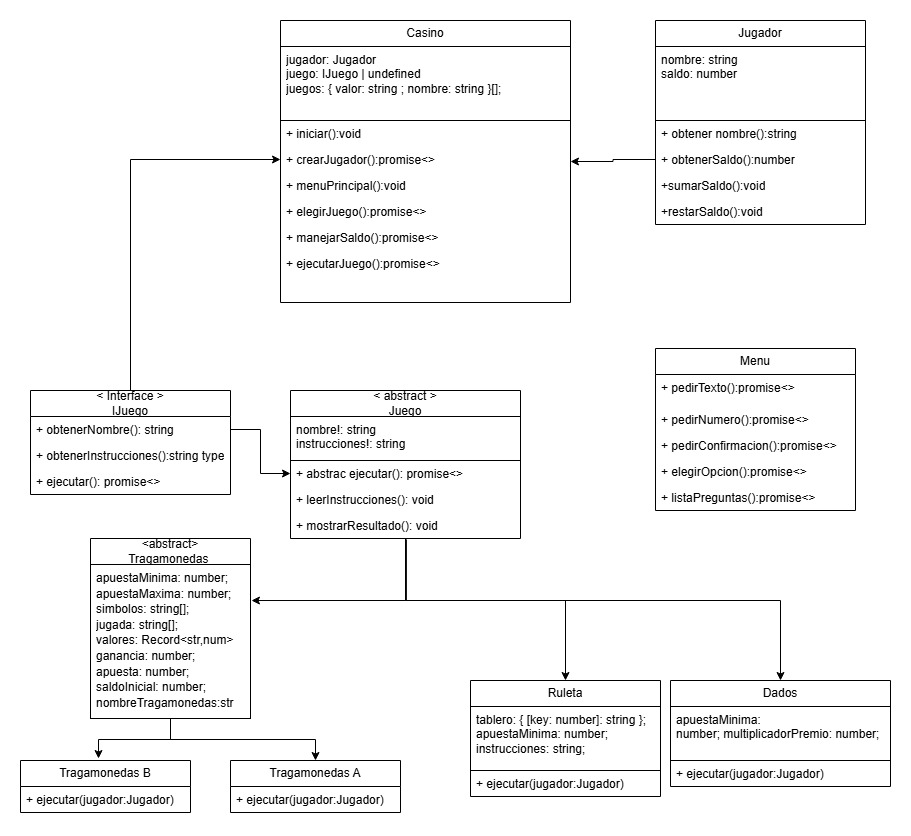 Casino
jugador: Jugador
juego: IJuego | undefined
juegos: { valor: string ; nombre: string }[];
+ iniciar():void
+ crearJugador():promise<>
+ menuPrincipal():void
+ elegirJuego():promise<>
+ manejarSaldo():promise<>
+ ejecutarJuego():promise<>
Jugador
nombre: string
saldo: number
+ obtener nombre():string
+ obtenerSaldo():number
+sumarSaldo():void
+restarSaldo():void
< Interface >
IJuego
+ obtenerNombre(): string
+ obtenerInstrucciones():string type
+ ejecutar(): promise<>
< abstract >
Juego
nombre!: string
instrucciones!: string
+ abstrac ejecutar(): promise<>
+ leerInstrucciones(): void
+ mostrarResultado(): void
Menu
+ pedirTexto():promise<>
+ pedirNumero():promise<>
+ pedirConfirmacion():promise<>
+ elegirOpcion():promise<>
+ listaPreguntas():promise<>
<abstract>
Tragamonedas
apuestaMinima: number;
apuestaMaxima: number;
simbolos: string[];
jugada: string[];
valores: Record<str,num>
ganancia: number;
apuesta: number;
saldoInicial: number;
nombreTragamonedas:str
Ruleta
tablero: { [key: number]: string };
apuestaMinima: number;
instrucciones: string;
+ ejecutar(jugador:Jugador)
Dados
apuestaMinima:
number; multiplicadorPremio: number;
+ ejecutar(jugador:Jugador)
Tragamonedas B
+ ejecutar(jugador:Jugador)
Tragamonedas A
+ ejecutar(jugador:Jugador)